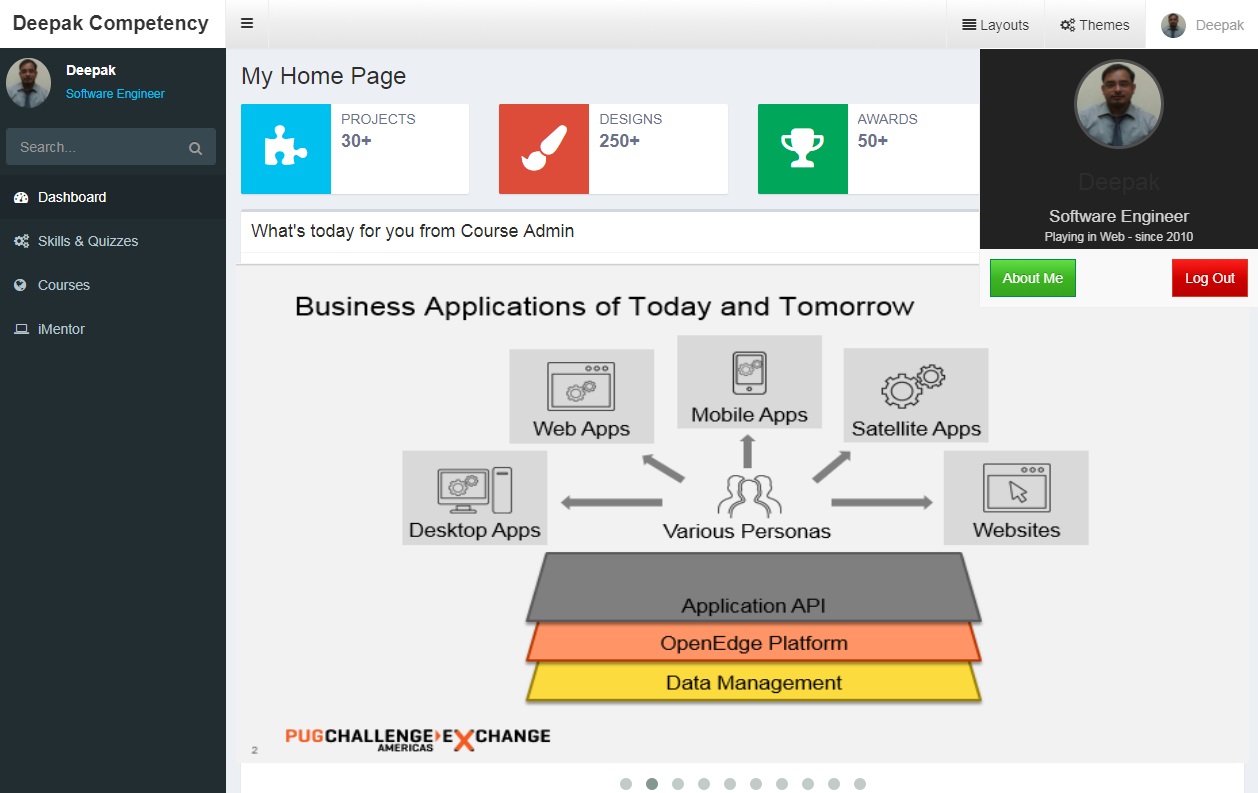 Deepak Competency
Layouts
Themes
Deepak
Deepak
Software Engineer
Search...
Dashboard
Skills & Quizzes
Courses
iMentor
My Home Page
PROJECTS
30+
DESIGNS
250+
AWARDS
50+
Deepak
Software Engineer
Playing in Web - since 2010
About Me
Log Out
What's today for you from Course Admin
Business Applications of Today and Tomorrow
Web Apps
Mobile Apps
Satellite Apps
Desktop Apps
Various Personas
Websites
Application API
OpenEdge Platform
Data Management
PUGCHALLENGE EXCHANGE
AMERICAS
2